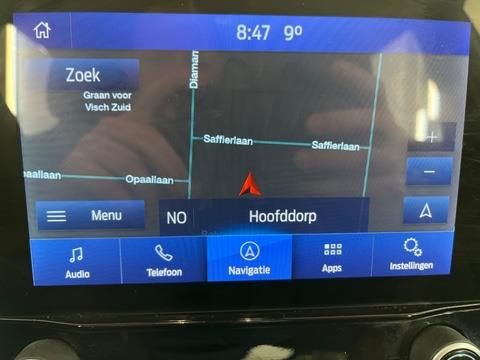 8:47 9º
Zoek
Graan voor
Visch Zuid
Diaman
Saffierlaan
Saffierlaan
aallaan
Opaallaan
Menu
NO
Hoofddorp
+
−
Audio
Telefoon
Navigatie
Apps
Instellingen